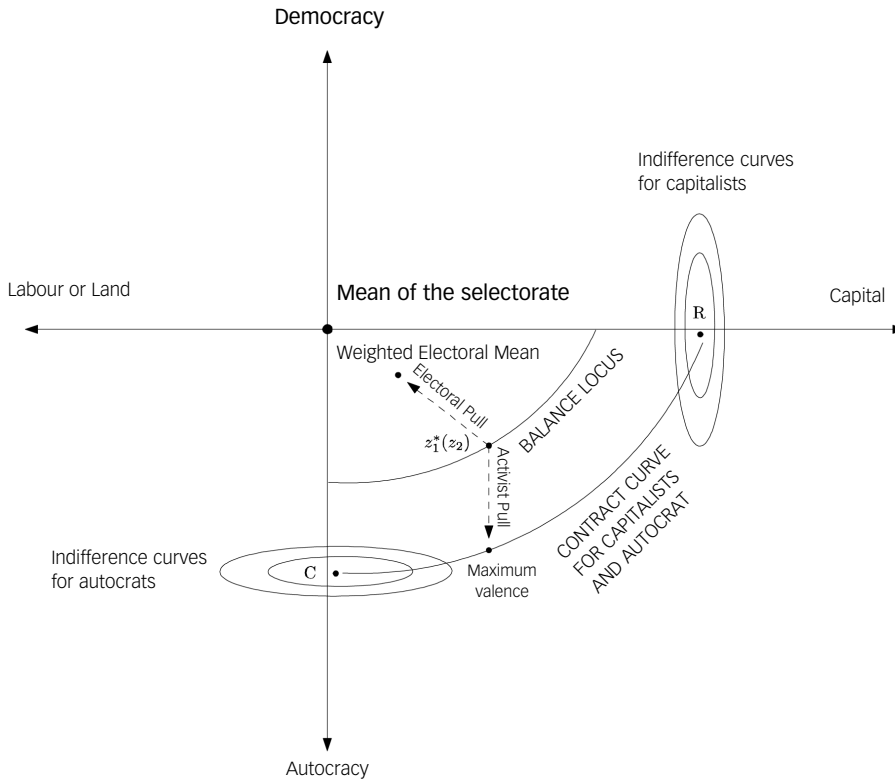 Democracy
Indifference curves
for capitalists
Labour or Land
Mean of the selectorate
Capital
R
Weighted Electoral Mean
Electoral Pull
BALANCE LOCUS
z₁*(z₂)
Activist Pull
CONTRACT CURVE
FOR CAPITALISTS
AND AUTOCRAT
Indifference curves
for autocrats
C
Maximum
valence
Autocracy